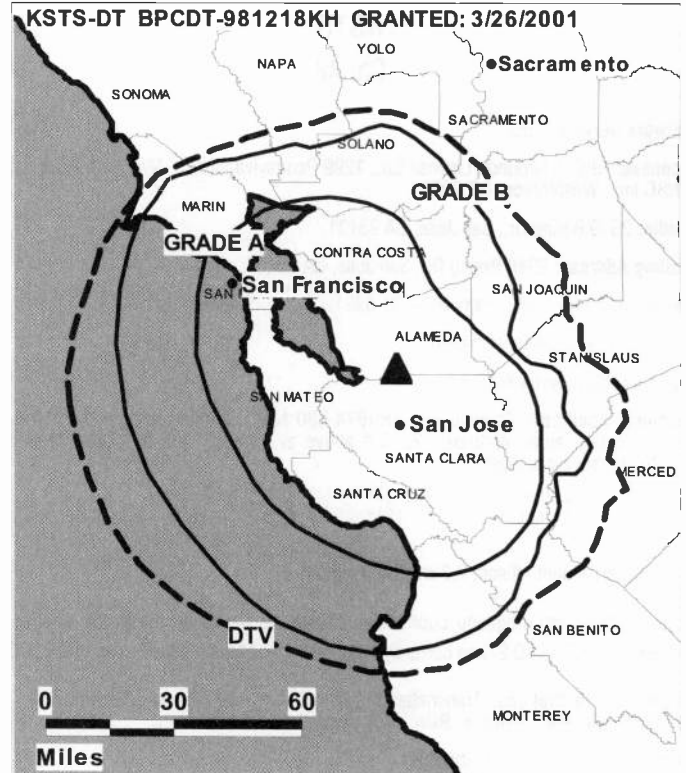 KSTS-DT BPCDT-981218KH GRANTED: 3/26/2001
YOLO
NAPA
Sacramento
SONOMA
SACRAMENTO
SOLANO
GRADE B
MARIN
GRADE A
CONTRA COSTA
SAN
San Francisco
SAN JOAQUIN
ALAMEDA
STANISLAUS
SAN MATEO
San Jose
SANTA CLARA
MERCED
SANTA CRUZ
DTV
SAN BENITO
0 30 60
MONTEREY
Miles